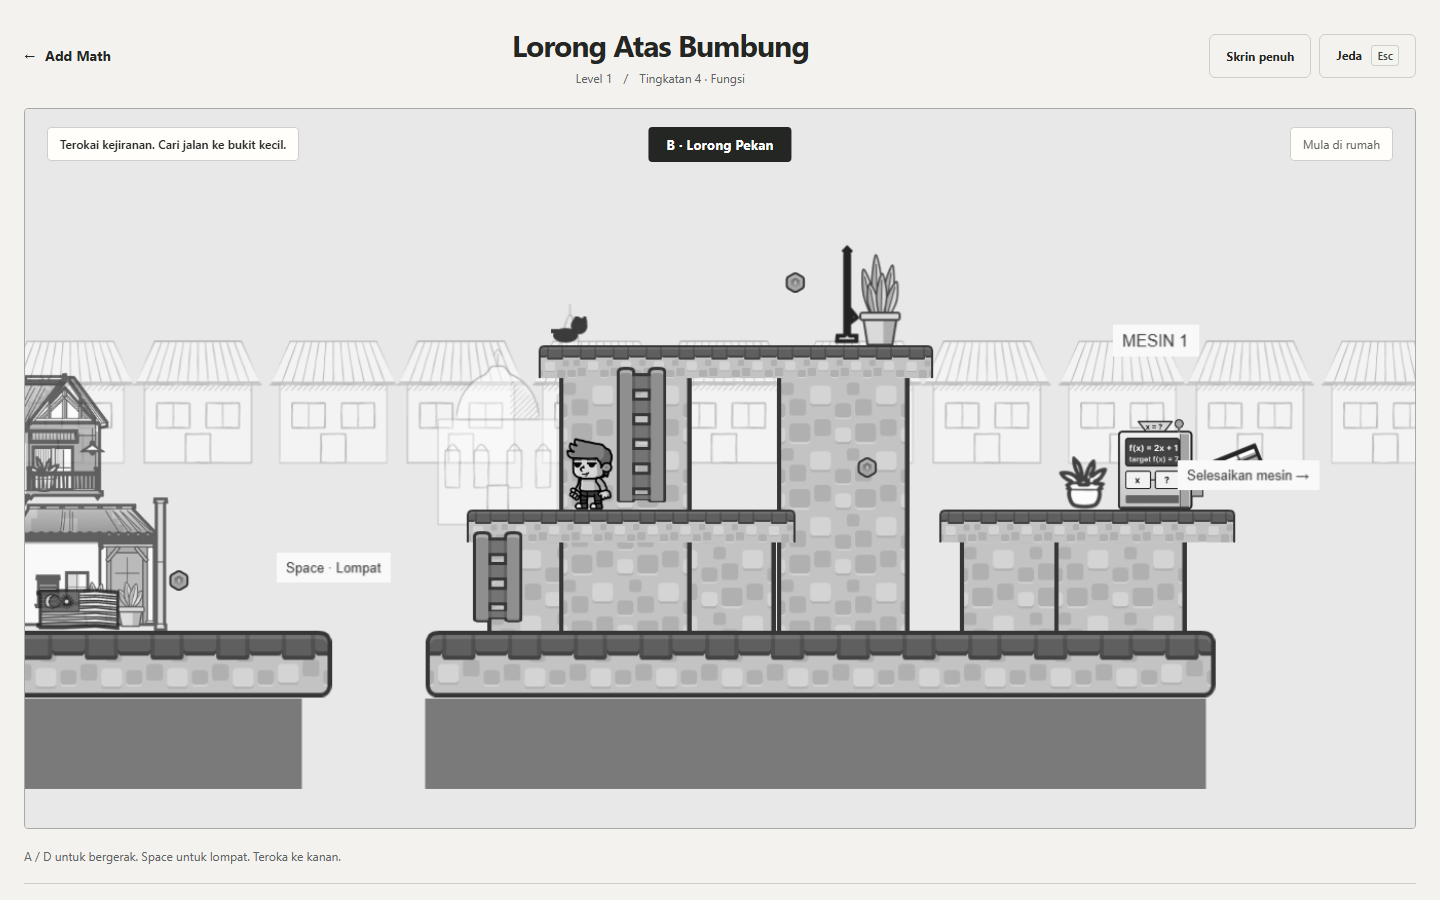 ← Add Math
Lorong Atas Bumbung
Level 1 / Tingkatan 4 · Fungsi
Skrin penuh
Jeda Esc
Terokai kejiranan. Cari jalan ke bukit kecil.
B · Lorong Pekan
Mula di rumah
MESIN 1
x = ?
f(x) = 2x + 1
target f(x) = 7
x ?
Selesaikan mesin →
Space · Lompat
A / D untuk bergerak. Space untuk lompat. Teroka ke kanan.